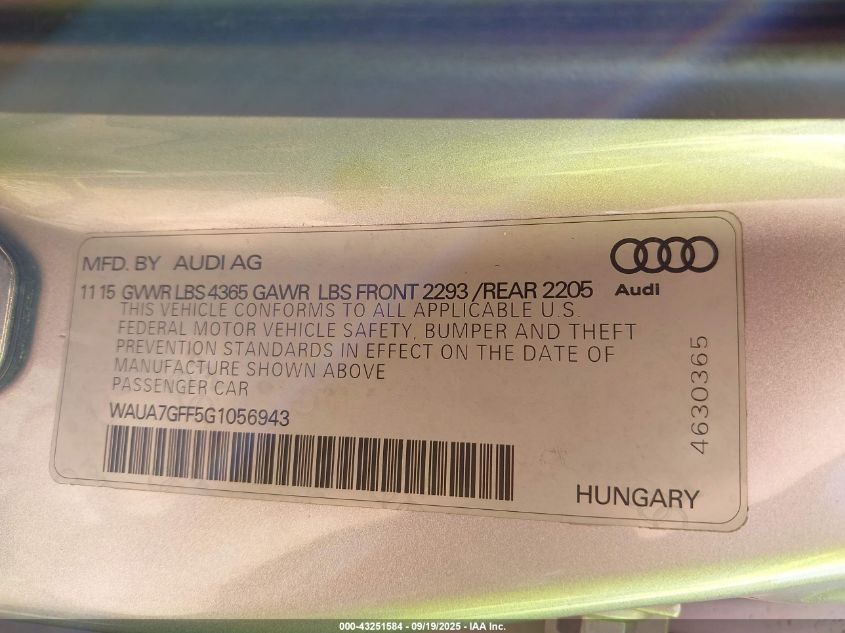 MFD. BY AUDI AG
11 15 GVWR LBS 4365 GAWR LBS FRONT 2293 /REAR 2205
Audi
THIS VEHICLE CONFORMS TO ALL APPLICABLE U.S.
FEDERAL MOTOR VEHICLE SAFETY, BUMPER AND THEFT
PREVENTION STANDARDS IN EFFECT ON THE DATE OF
MANUFACTURE SHOWN ABOVE
PASSENGER CAR
WAUA7GFF5G1056943
4630365
HUNGARY
000-43251584 - 09/19/2025 - IAA Inc.